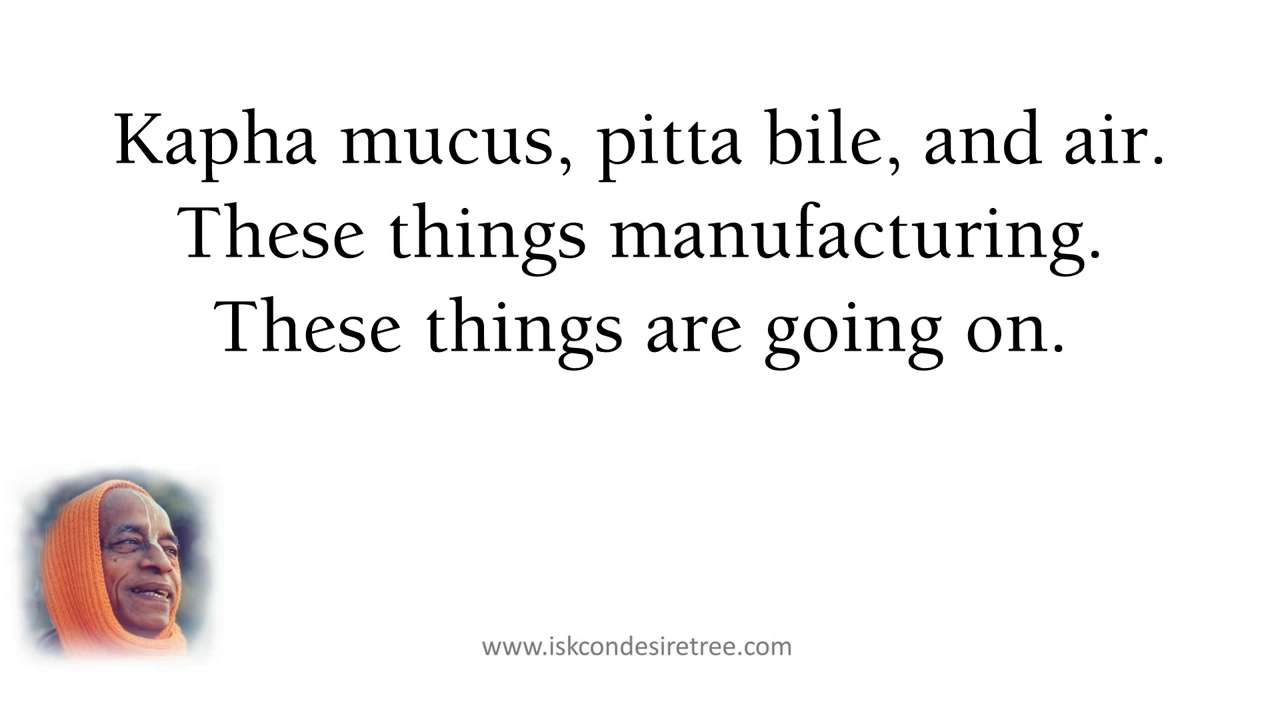 Kapha mucus, pitta bile, and air.
These things manufacturing.
These things are going on.
www.iskcondesiretree.com